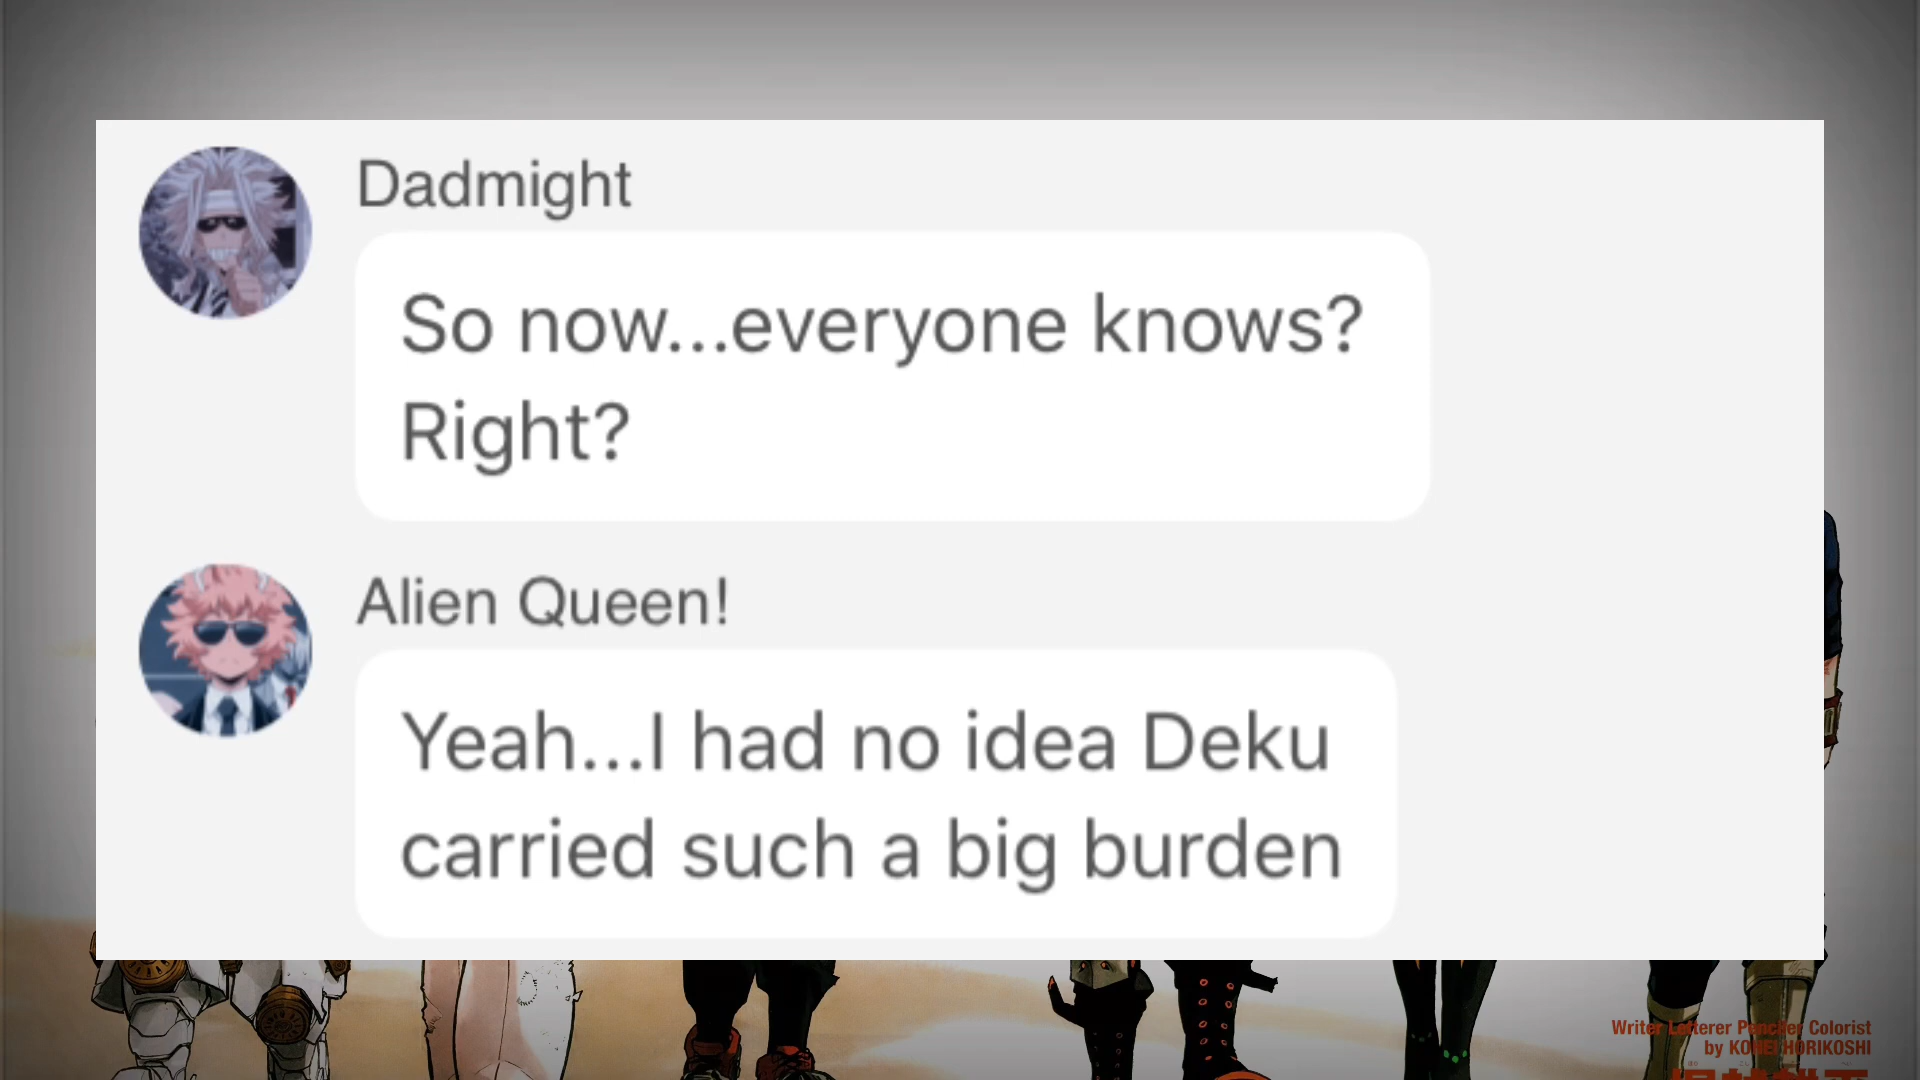 Dadmight
So now...everyone knows?
Right?
Alien Queen!
Yeah...I had no idea Deku
carried such a big burden
Writer Letterer Penciller Colorist
by KOHEI HORIKOSHI